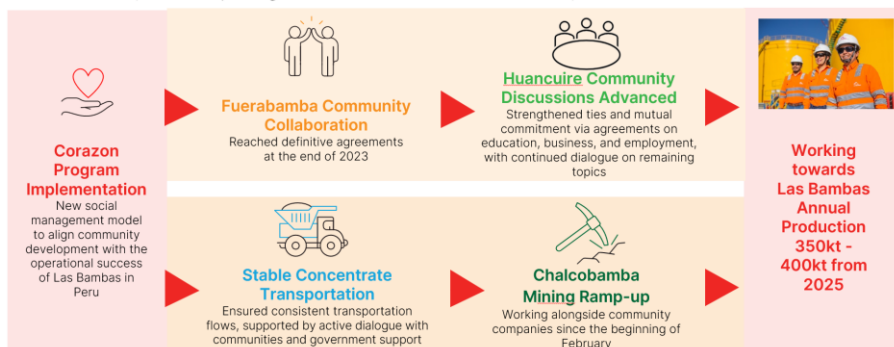 Corazon
Program
Implementation
New social
management model
to align community
development with the
operational success
of Las Bambas in
Peru
Fuerabamba Community
Collaboration
Reached definitive agreements
at the end of 2023
Huancuire Community
Discussions Advanced
Strengthened ties and mutual
commitment via agreements on
education, business, and employment,
with continued dialogue on remaining
topics
Stable Concentrate
Transportation
Ensured consistent transportation
flows, supported by active dialogue with
communities and government support
Chalcobamba
Mining Ramp-up
Working alongside community
companies since the beginning of
February
Working
towards
Las Bambas
Annual
Production
350kt -
400kt from
2025